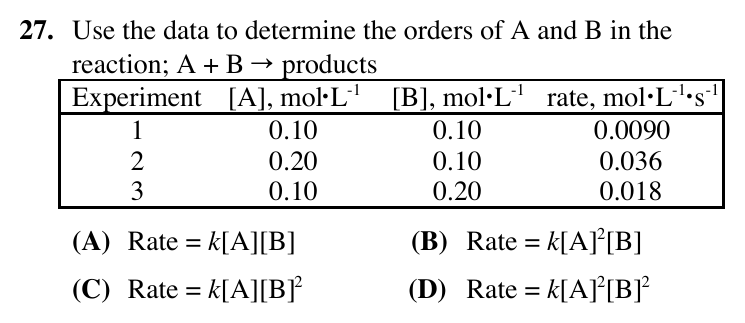 27. Use the data to determine the orders of A and B in the
reaction; A + B → products
Experiment [A], mol•L⁻¹ [B], mol•L⁻¹ rate, mol•L⁻¹•s⁻¹
1 0.10 0.10 0.0090
2 0.20 0.10 0.036
3 0.10 0.20 0.018
(A) Rate = k[A][B] (B) Rate = k[A]²[B]
(C) Rate = k[A][B]² (D) Rate = k[A]²[B]²